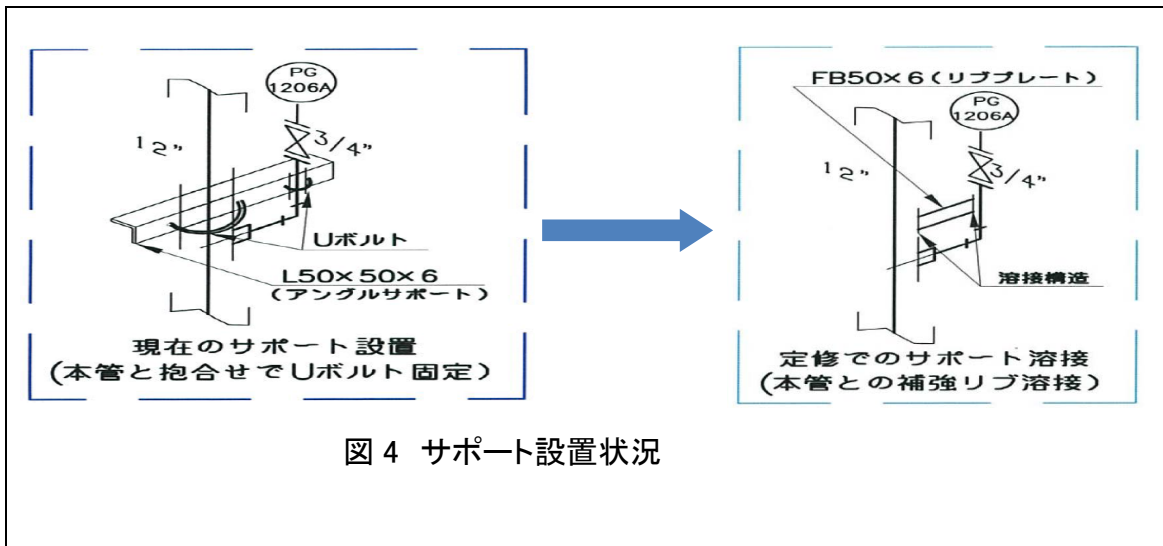 PG
1206A
12"
3/4"
Uボルト
L50×50×6
(アングルサポート)
現在のサポート設置
(本管と抱合せでUボルト固定)
FB50×6(リブプレート)
PG
1206A
12"
3/4"
溶接構造
定修でのサポート溶接
(本管との補強リブ溶接)
図4 サポート設置状況